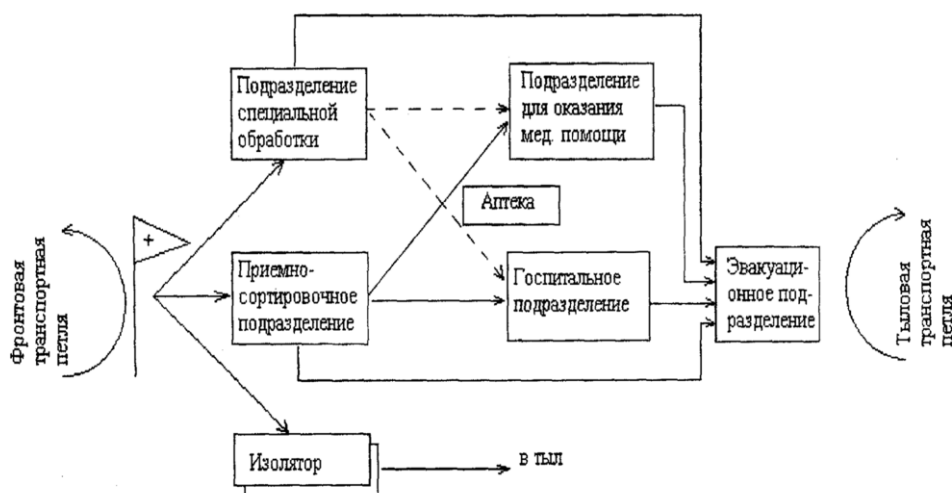 Подразделение
специальной
обработки
Подразделение
для оказания
мед. помощи
Аптека
Фронтовая
транспортная
петля
+
Приемно-
сортировочное
подразделение
Госпитальное
подразделение
Эвакуаци-
онное под-
разделение
Тыловая
транспортная
петля
Изолятор
в тыл